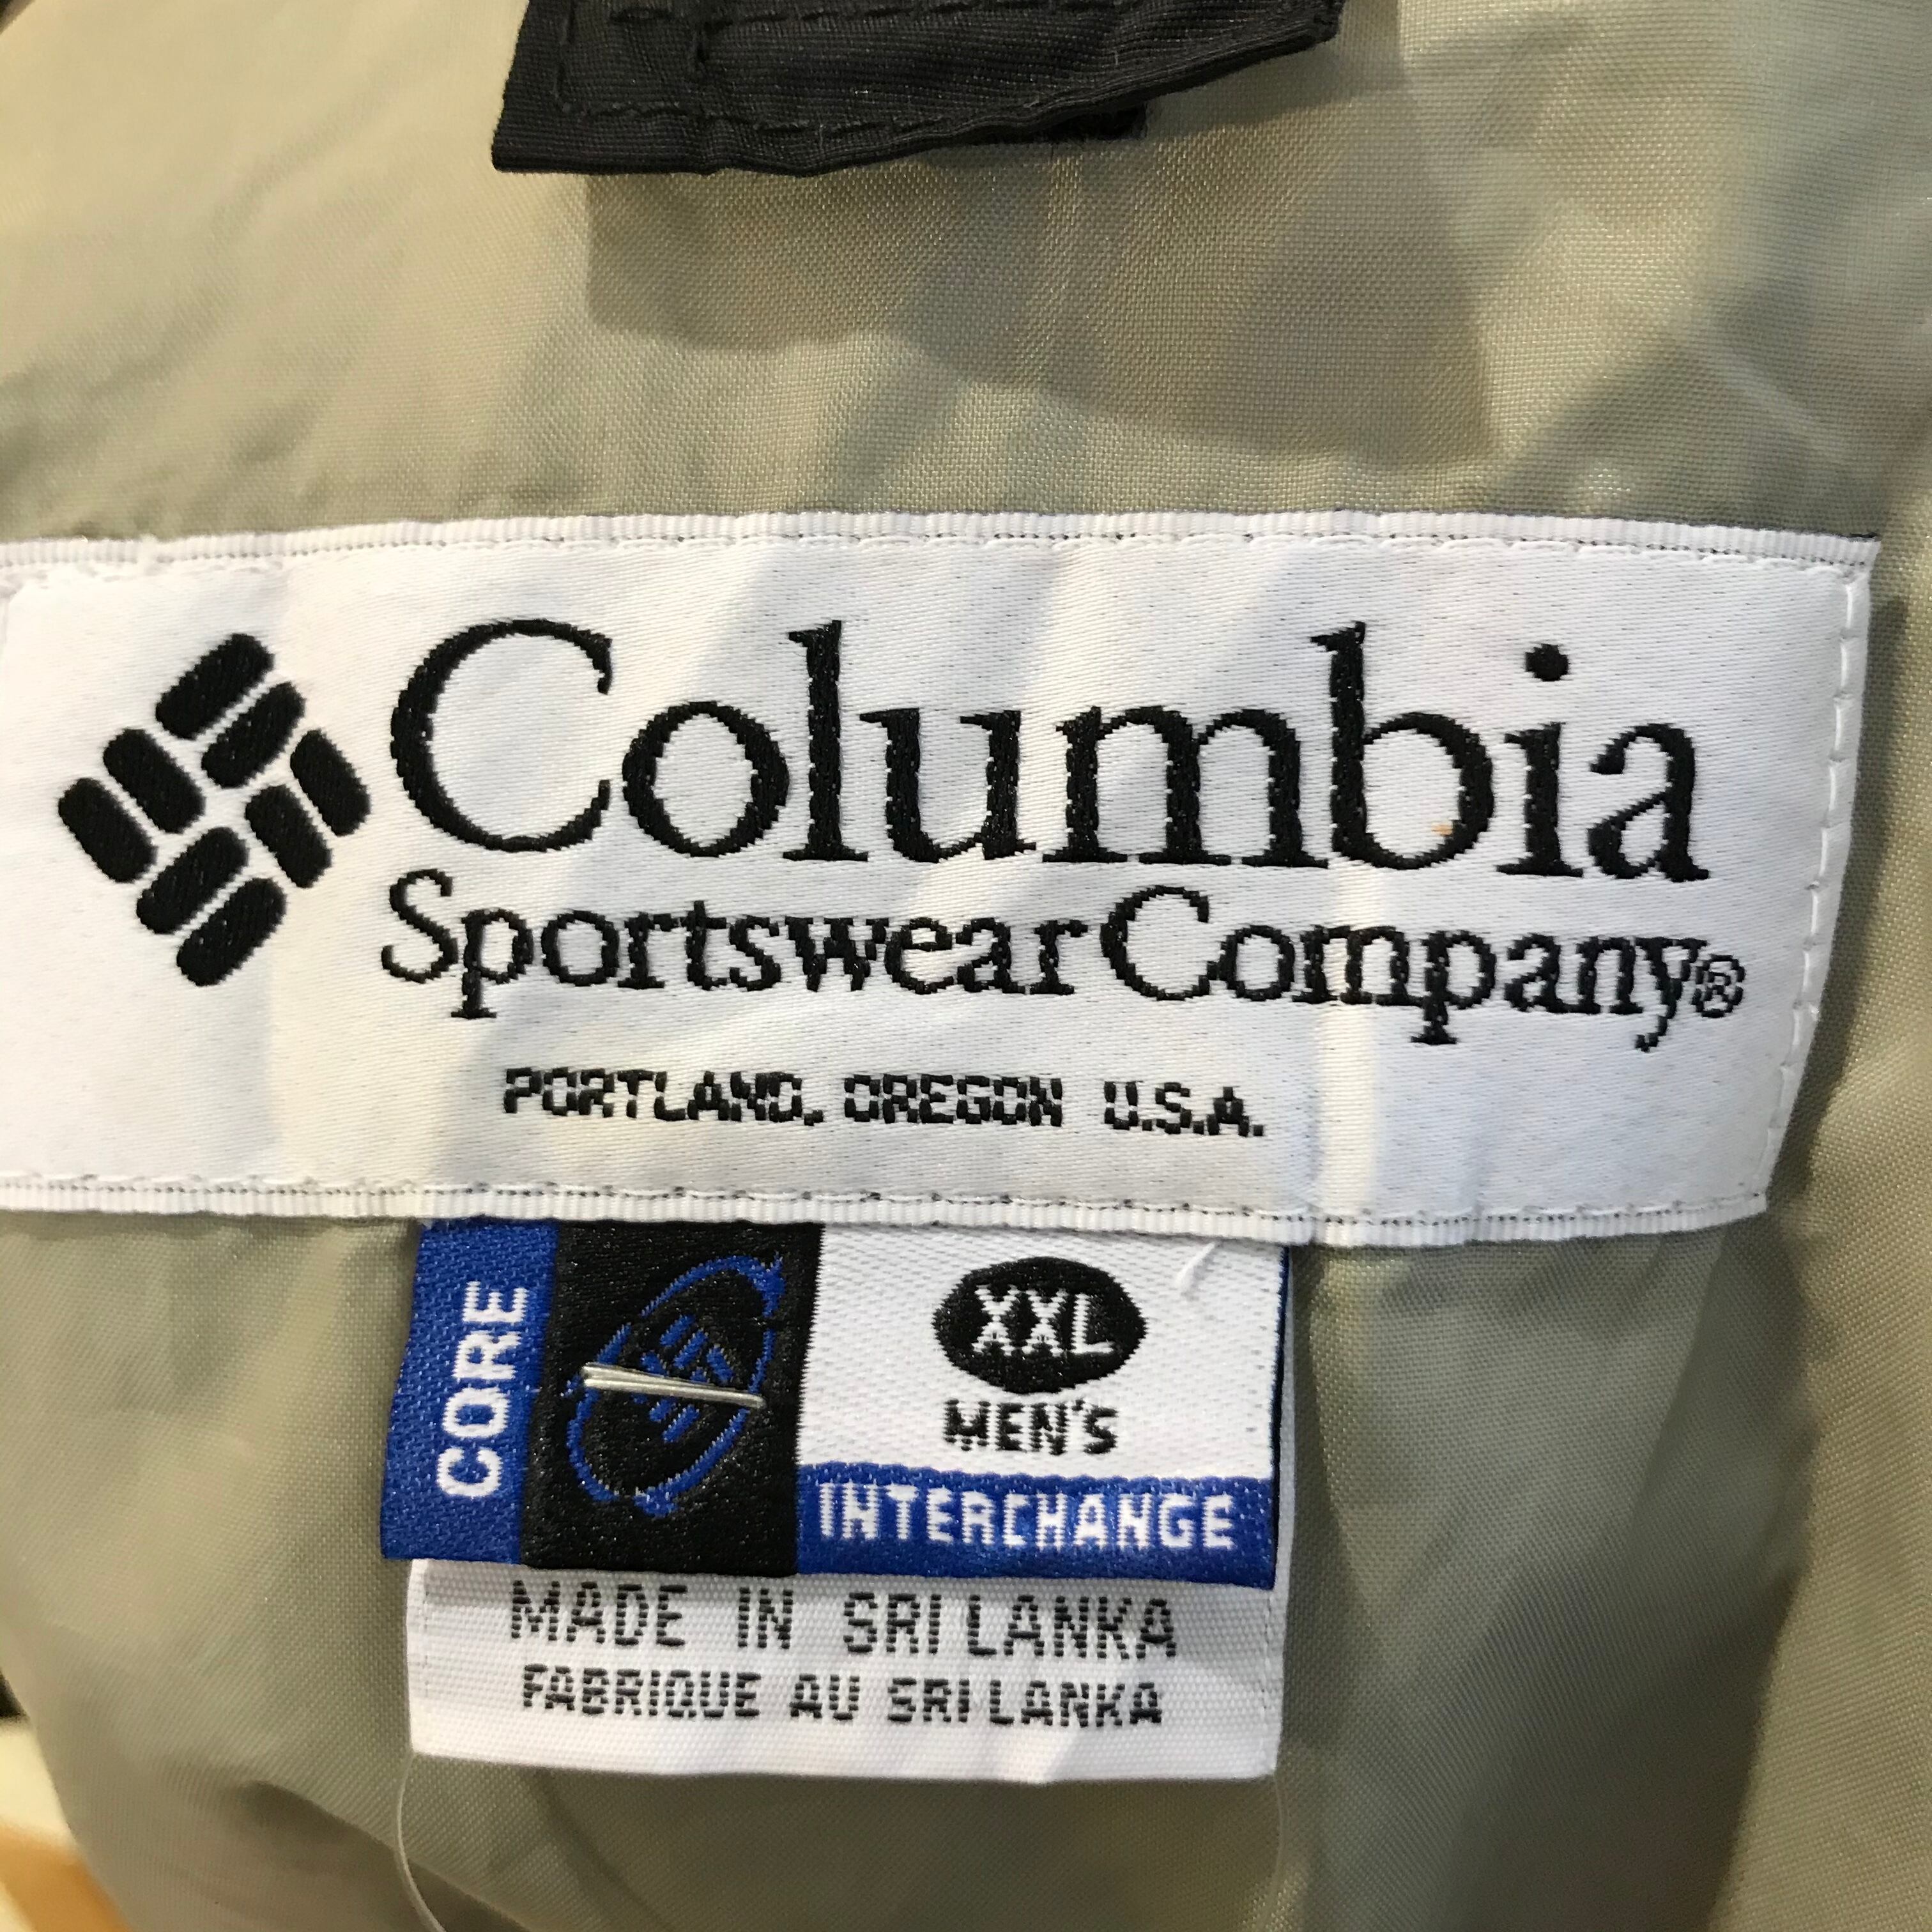 Columbia
Sportswear Company®
PORTLAND, OREGON U.S.A.
CORE
XXL
MEN'S
INTERCHANGE
MADE IN SRI LANKA
FABRIQUE AU SRI LANKA